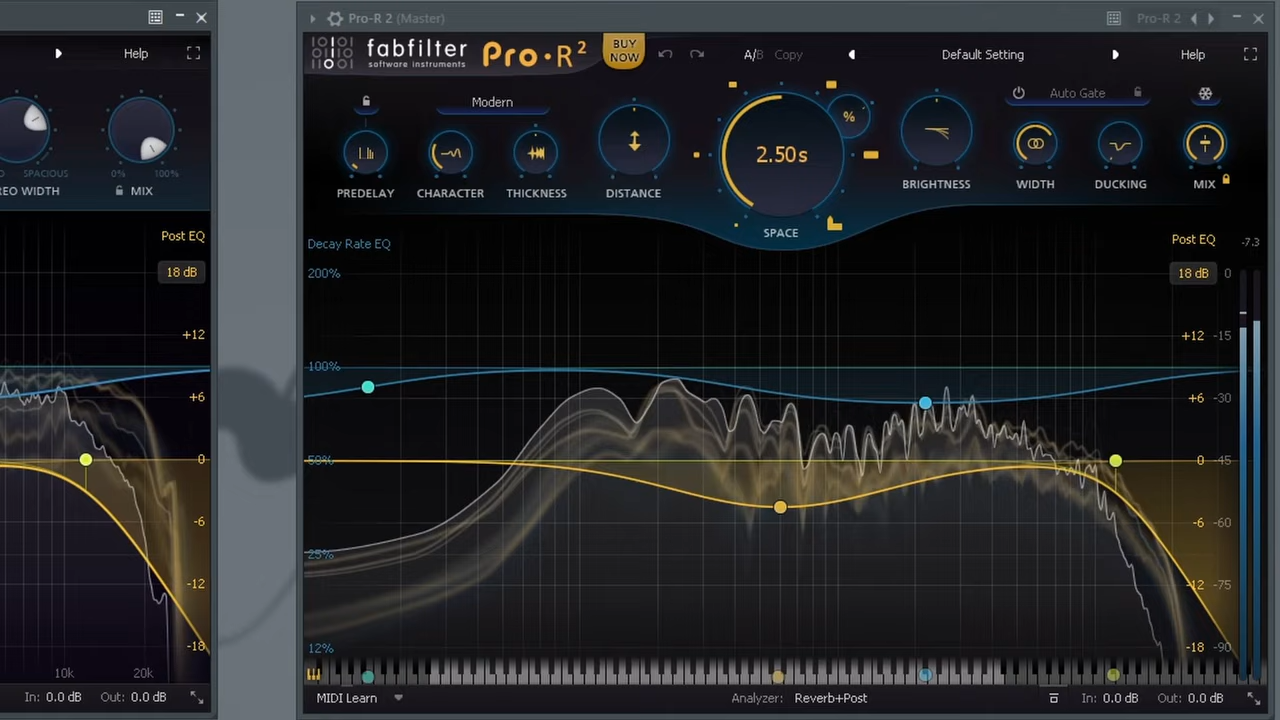 Help
SPACIOUS
0% 100%
EO WIDTH
MIX
Post EQ
18 dB
+12
+6
0
-6
-12
-18
10k 20k
In: 0.0 dB Out: 0.0 dB
Pro-R 2 (Master)
Pro-R 2
fabfilter
software instruments
Pro·R²
BUY
NOW
A/B Copy
Default Setting
Help
Modern
Auto Gate
%
2.50s
PREDELAY
CHARACTER
THICKNESS
DISTANCE
SPACE
BRIGHTNESS
WIDTH
DUCKING
MIX
Decay Rate EQ
Post EQ
-7.3
200%
18 dB 0
+12 -15
100%
+6 -30
50%
0 -45
-6 -60
25%
-12 -75
12%
-18 -90
MIDI Learn
Analyzer: Reverb+Post
In: 0.0 dB Out: 0.0 dB